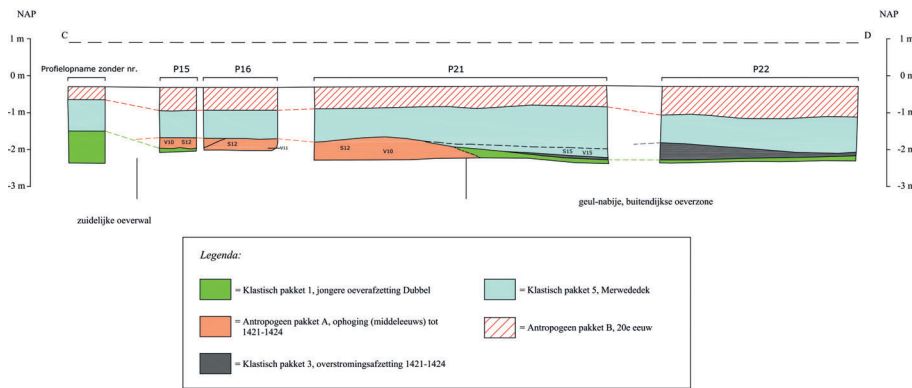 NAP
NAP
C
D
1 m
1 m
0 m
0 m
-1 m
-1 m
-2 m
-2 m
-3 m
-3 m
Profielopname zonder nr.
P15
P16
P21
P22
V10 S12
S12
V11
S12
V10
S15 V15
zuidelijke oeverwal
geul-nabije, buitendijkse oeverzone
Legenda:
= Klastisch pakket 1, jongere oeverafzetting Dubbel
= Antropogeen pakket A, ophoging (middeleeuws) tot
1421-1424
= Klastisch pakket 3, overstromingsafzetting 1421-1424
= Klastisch pakket 5, Merwededek
= Antropogeen pakket B, 20e eeuw